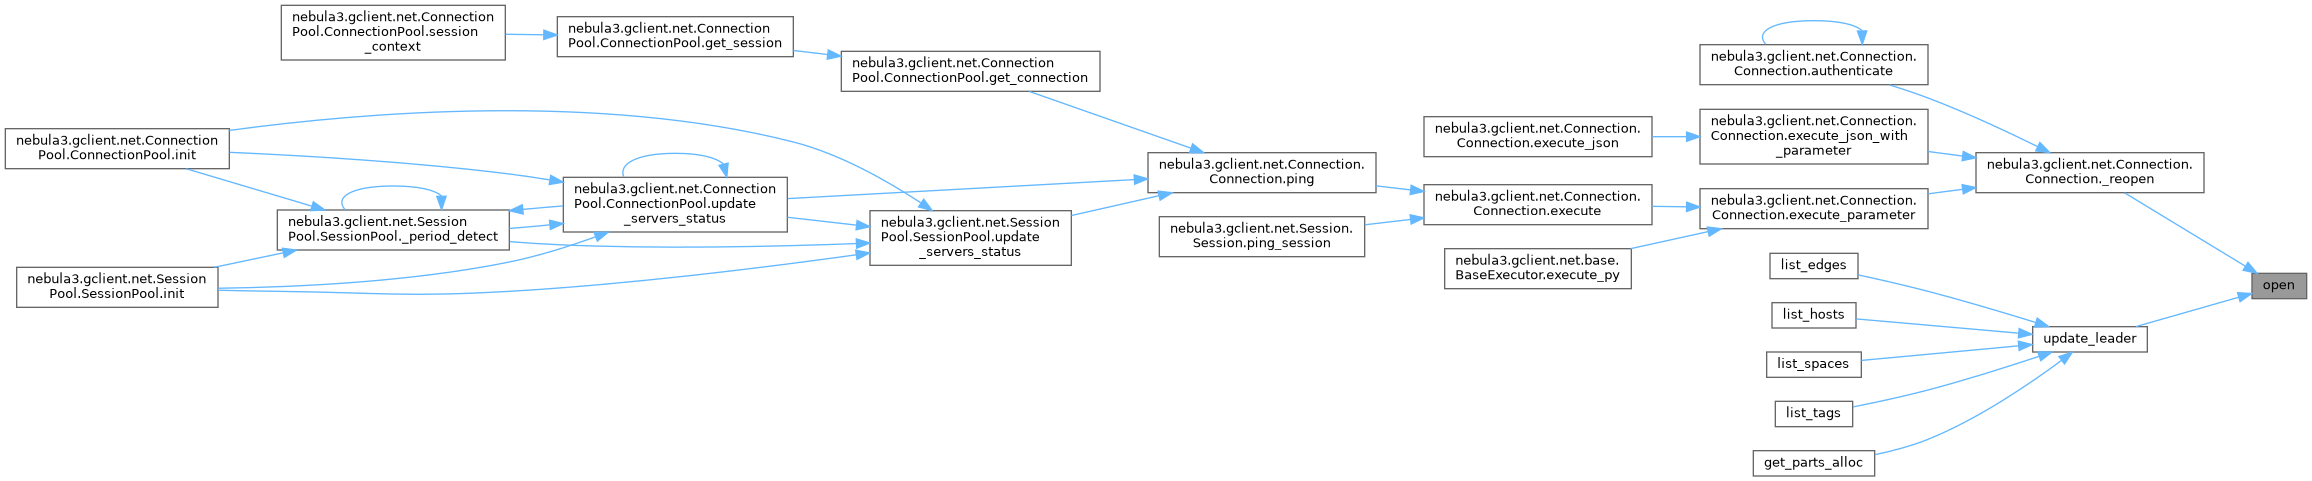 nebula3.gclient.net.Connection
Pool.ConnectionPool.session
_context
nebula3.gclient.net.Connection
Pool.ConnectionPool.get_session
nebula3.gclient.net.Connection
Pool.ConnectionPool.get_connection
nebula3.gclient.net.Connection
Pool.ConnectionPool.init
nebula3.gclient.net.Session
Pool.SessionPool._period_detect
nebula3.gclient.net.Session
Pool.SessionPool.init
nebula3.gclient.net.Connection
Pool.ConnectionPool.update
_servers_status
nebula3.gclient.net.Session
Pool.SessionPool.update
_servers_status
nebula3.gclient.net.Connection.
Connection.ping
nebula3.gclient.net.Session.
Session.ping_session
nebula3.gclient.net.Connection.
Connection.execute_json
nebula3.gclient.net.Connection.
Connection.execute
nebula3.gclient.net.base.
BaseExecutor.execute_py
nebula3.gclient.net.Connection.
Connection.authenticate
nebula3.gclient.net.Connection.
Connection.execute_json_with
_parameter
nebula3.gclient.net.Connection.
Connection.execute_parameter
list_edges
list_hosts
list_spaces
list_tags
get_parts_alloc
nebula3.gclient.net.Connection.
Connection._reopen
update_leader
open